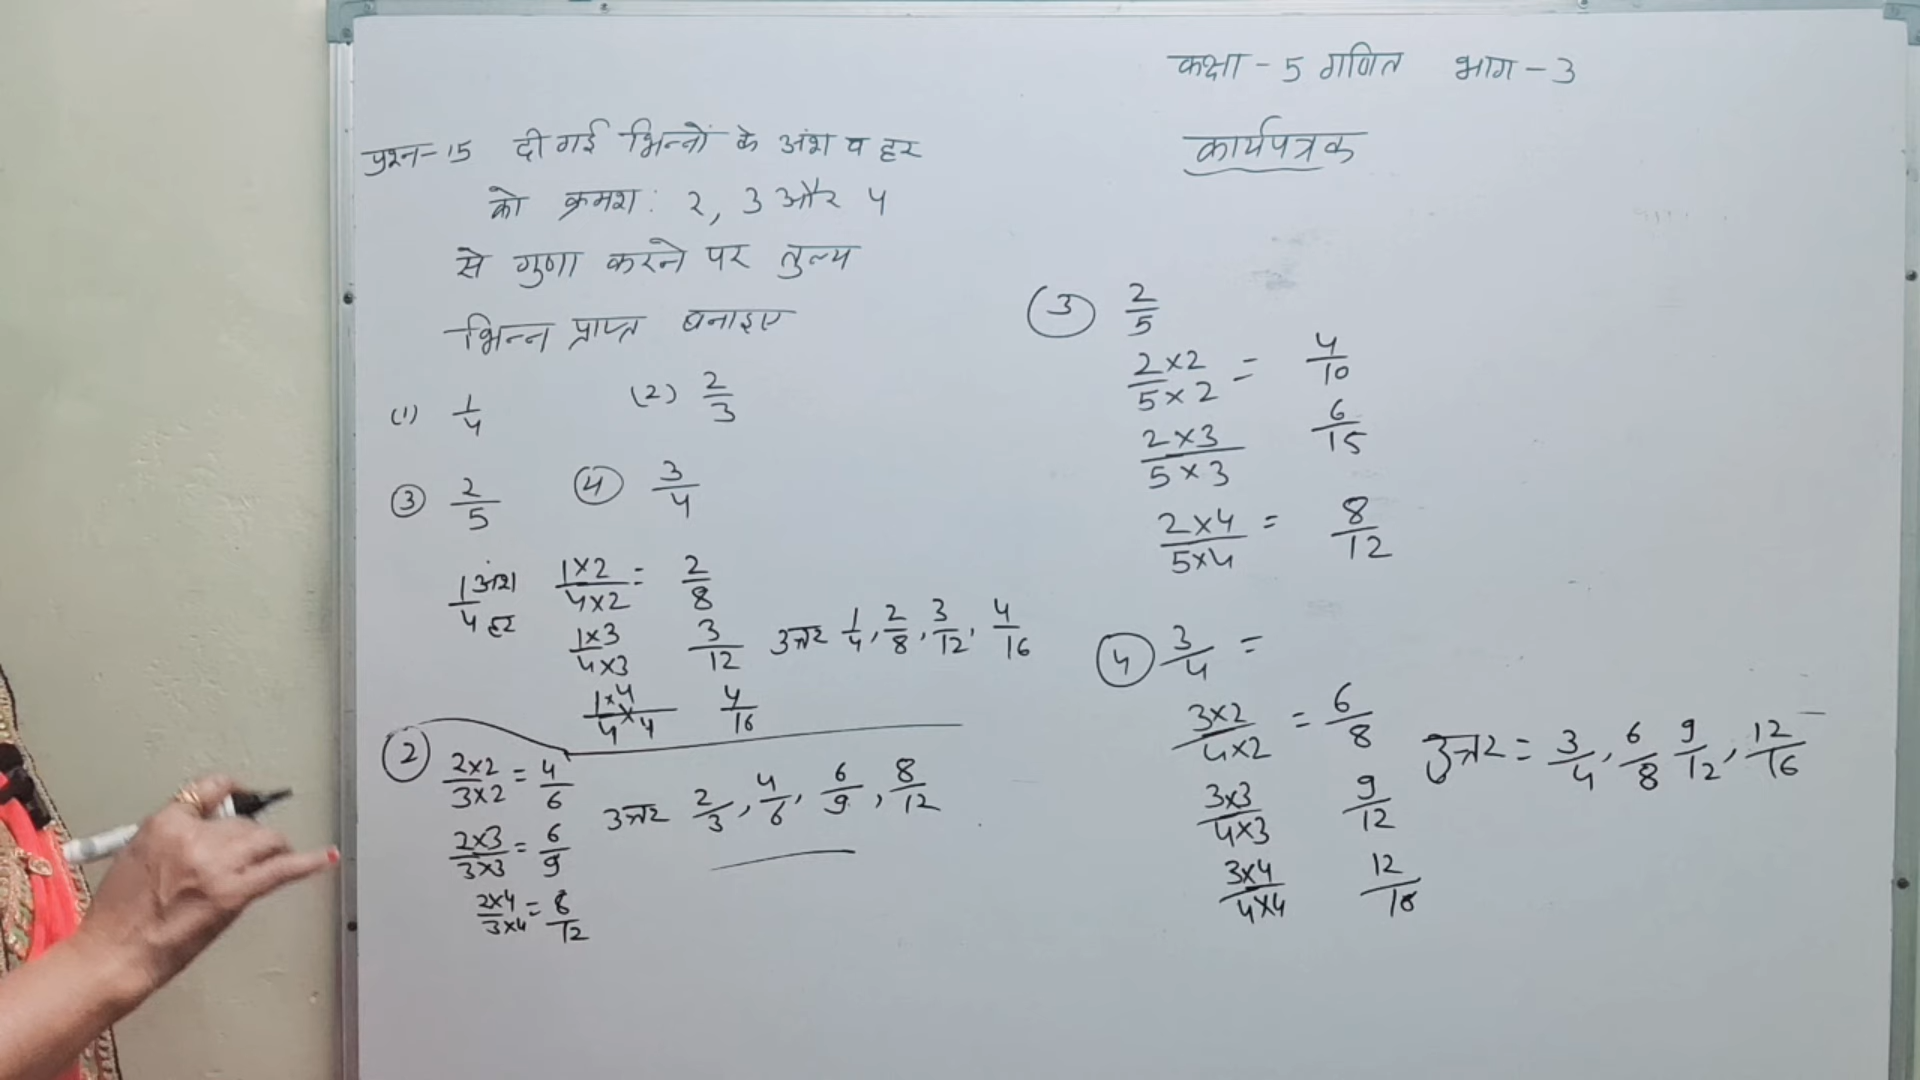 कक्षा - 5 गणित भाग - 3
कार्यपत्रक
प्रश्न-15 दी गई भिन्नों के अंश व हर
को क्रमश: 2, 3 और 4
से गुणा करने पर तुल्य
भिन्न प्राप्त बनाइए
(1) 1/4 (2) 2/3
(3) 2/5 (4) 3/4
1/4 अंश हर 1×2/4×2 = 2/8
1×3/4×3 3/12 उत्तर 1/4, 2/8, 3/12, 4/16
1×4/4×4 4/16
(2) 2×2/3×2 = 4/6
उत्तर 2/3, 4/6, 6/9, 8/12
2×3/3×3 = 6/9
2×4/3×4 = 8/12
(3) 2/5
2×2/5×2 = 4/10
2×3/5×3 6/15
2×4/5×4 = 8/12
(4) 3/4 =
3×2/4×2 = 6/8
उत्तर = 3/4, 6/8 9/12, 12/16
3×3/4×3 9/12
3×4/4×4 12/16